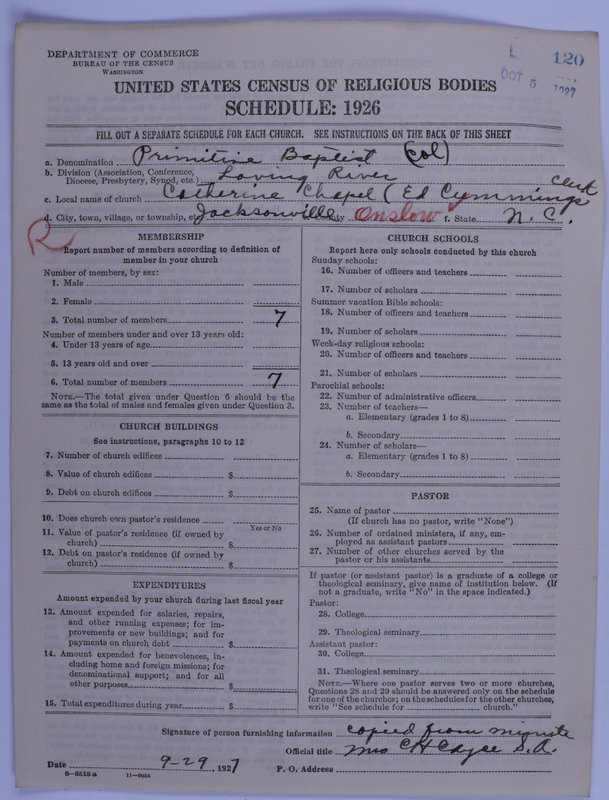 DEPARTMENT OF COMMERCE
BUREAU OF THE CENSUS
WASHINGTON
120
OCT 5
UNITED STATES CENSUS OF RELIGIOUS BODIES
SCHEDULE: 1926
FILL OUT A SEPARATE SCHEDULE FOR EACH CHURCH. SEE INSTRUCTIONS ON THE BACK OF THIS SHEET
a. Denomination Primitive Baptist (Col)
b. Division (Association, Conference, Diocese, Presbytery, Synod, etc.) Loving River
c. Local name of church Catherine Chapel (Ed Cymmings Clerk
d. City, town, village, or township, etc. Jacksonville County Onslow f. State N. C.
R
MEMBERSHIP
Report number of members according to definition of
member in your church
Number of members, by sex:
1. Male
2. Female
3. Total number of members 7
Number of members under and over 13 years old:
4. Under 13 years of age
5. 13 years old and over
6. Total number of members 7
NOTE.—The total given under Question 6 should be the
same as the total of males and females given under Question 3.
CHURCH BUILDINGS
See instructions, paragraphs 10 to 12
7. Number of church edifices
8. Value of church edifices $
9. Debt on church edifices $
10. Does church own pastor's residence
Yes or No
11. Value of pastor's residence (if owned by
church) $
12. Debt on pastor's residence (if owned by
church) $
EXPENDITURES
Amount expended by your church during last fiscal year
13. Amount expended for salaries, repairs,
and other running expenses; for im-
provements or new buildings; and for
payments on church debt $
14. Amount expended for benevolences, in-
cluding home and foreign missions; for
denominational support; and for all
other purposes $
15. Total expenditures during year $
CHURCH SCHOOLS
Report here only schools conducted by this church
Sunday schools:
16. Number of officers and teachers
17. Number of scholars
Summer vacation Bible schools:
18. Number of officers and teachers
19. Number of scholars
Week-day religious schools:
20. Number of officers and teachers
21. Number of scholars
Parochial schools:
22. Number of administrative officers
23. Number of teachers—
a. Elementary (grades 1 to 8)
b. Secondary
24. Number of scholars—
a. Elementary (grades 1 to 8)
b. Secondary
PASTOR
25. Name of pastor
(If church has no pastor, write "None")
26. Number of ordained ministers, if any, em-
ployed as assistant pastors
27. Number of other churches served by the
pastor or his assistants
If pastor (or assistant pastor) is a graduate of a college or
theological seminary, give name of institution below. (If
not a graduate, write "No" in the space indicated.)
Pastor:
28. College
29. Theological seminary
Assistant pastor:
30. College
31. Theological seminary
NOTE.—Where one pastor serves two or more churches,
Questions 28 and 29 should be answered only on the schedule
for one of the churches; on the schedules for the other churches,
write "See schedule for church."
Signature of person furnishing information copied from minute
Official title Mrs C H S. A.
Date 9-29, 1927
P. O. Address
8-5518 a 11-9054